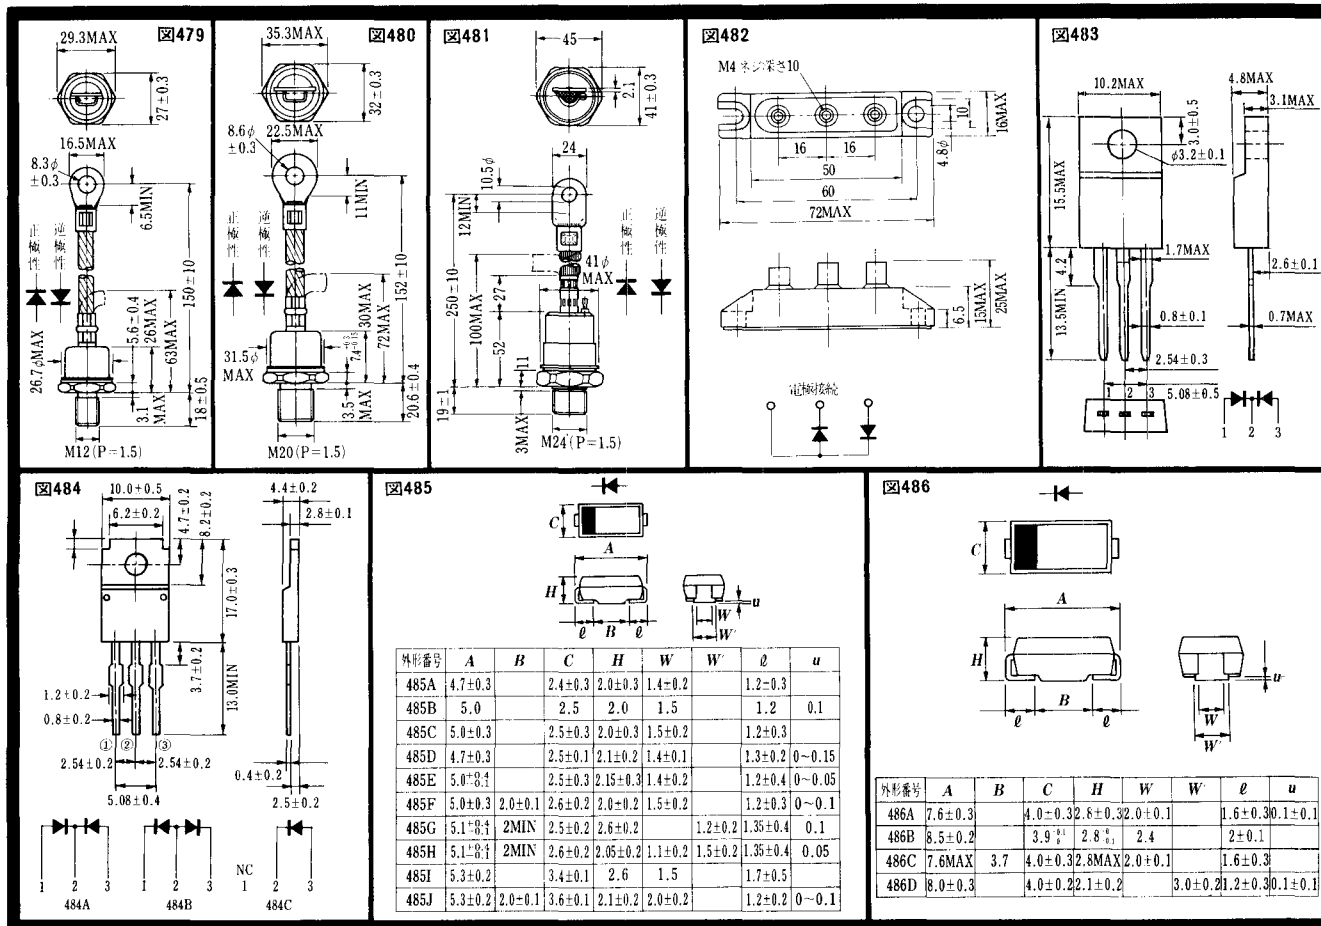 図479
29.3MAX
27±0.3
16.5MAX
8.3φ
±0.3
6.5MIN
正極性
逆極性
150±10
5.6±0.4
26MAX
63MAX
26.7φMAX
3.1
MAX
18±0.5
M12(P=1.5)
図480
35.3MAX
32±0.3
8.6φ
±0.3
22.5MAX
11MIN
正極性
逆極性
152±10
30MAX
72MAX
31.5φ
MAX
3.5
MAX
20.6±0.4
M20(P=1.5)
図481
45
2.1
41±0.3
24
10.5φ
12MIN
正極性
逆極性
41φ
MAX
250±10
100MAX
27
52
11
19±1
3MAX
M24(P=1.5)
図482
M4 ネジ深さ10
10
16MAX
4.8φ
16
16
50
60
72MAX
6.5
15MAX
25MAX
電極接続
図483
10.2MAX
4.8MAX
3.1MAX
3.0±0.5
φ3.2±0.1
15.5MAX
1.7MAX
4.2
13.5MIN
2.6±0.1
0.8±0.1
0.7MAX
2.54±0.3
5.08±0.5
1 2 3
1 2 3
図484
10.0±0.5
6.2±0.2
4.7±0.2
8.2±0.2
4.4±0.2
2.8±0.1
17.0±0.3
3.7±0.2
13.0MIN
1.2±0.2
0.8±0.2
① ② ③
2.54±0.2
2.54±0.2
5.08±0.4
0.4±0.2
2.5±0.2
1 2 3
484A
1 2 3
484B
NC
1 2 3
484C
図485
C
A
H
ℓ B ℓ
W
W'
u
外形番号 A B C H W W' ℓ u
485A 4.7±0.3 2.4±0.3 2.0±0.3 1.4±0.2 1.2±0.3
485B 5.0 2.5 2.0 1.5 1.2 0.1
485C 5.0±0.3 2.5±0.3 2.0±0.3 1.5±0.2 1.2±0.3
485D 4.7±0.3 2.5±0.1 2.1±0.2 1.4±0.1 1.3±0.2 0~0.15
485E 5.0 2.5±0.3 2.15±0.3 1.4±0.2 1.2±0.4 0~0.05
485F 5.0±0.3 2.0±0.1 2.6±0.2 2.0±0.2 1.5±0.2 1.2±0.3 0~0.1
485G 5.1 2MIN 2.5±0.2 2.6±0.2 1.2±0.2 1.35±0.4 0.1
485H 5.1 2MIN 2.6±0.2 2.05±0.2 1.1±0.2 1.5±0.2 1.35±0.4 0.05
485I 5.3±0.2 3.4±0.1 2.6 1.5 1.7±0.5
485J 5.3±0.2 2.0±0.1 3.6±0.1 2.1±0.2 2.0±0.2 1.2±0.2 0~0.1
図486
C
A
H
ℓ B ℓ
W
W'
u
外形番号 A B C H W W' ℓ u
486A 7.6±0.3 4.0±0.3 2.8±0.3 2.0±0.1 1.6±0.3 0.1±0.1
486B 8.5±0.2 3.9 2.8 2.4 2±0.1
486C 7.6MAX 3.7 4.0±0.3 2.8MAX 2.0±0.1 1.6±0.3
486D 8.0±0.3 4.0±0.2 2.1±0.2 3.0±0.2 1.2±0.3 0.1±0.1